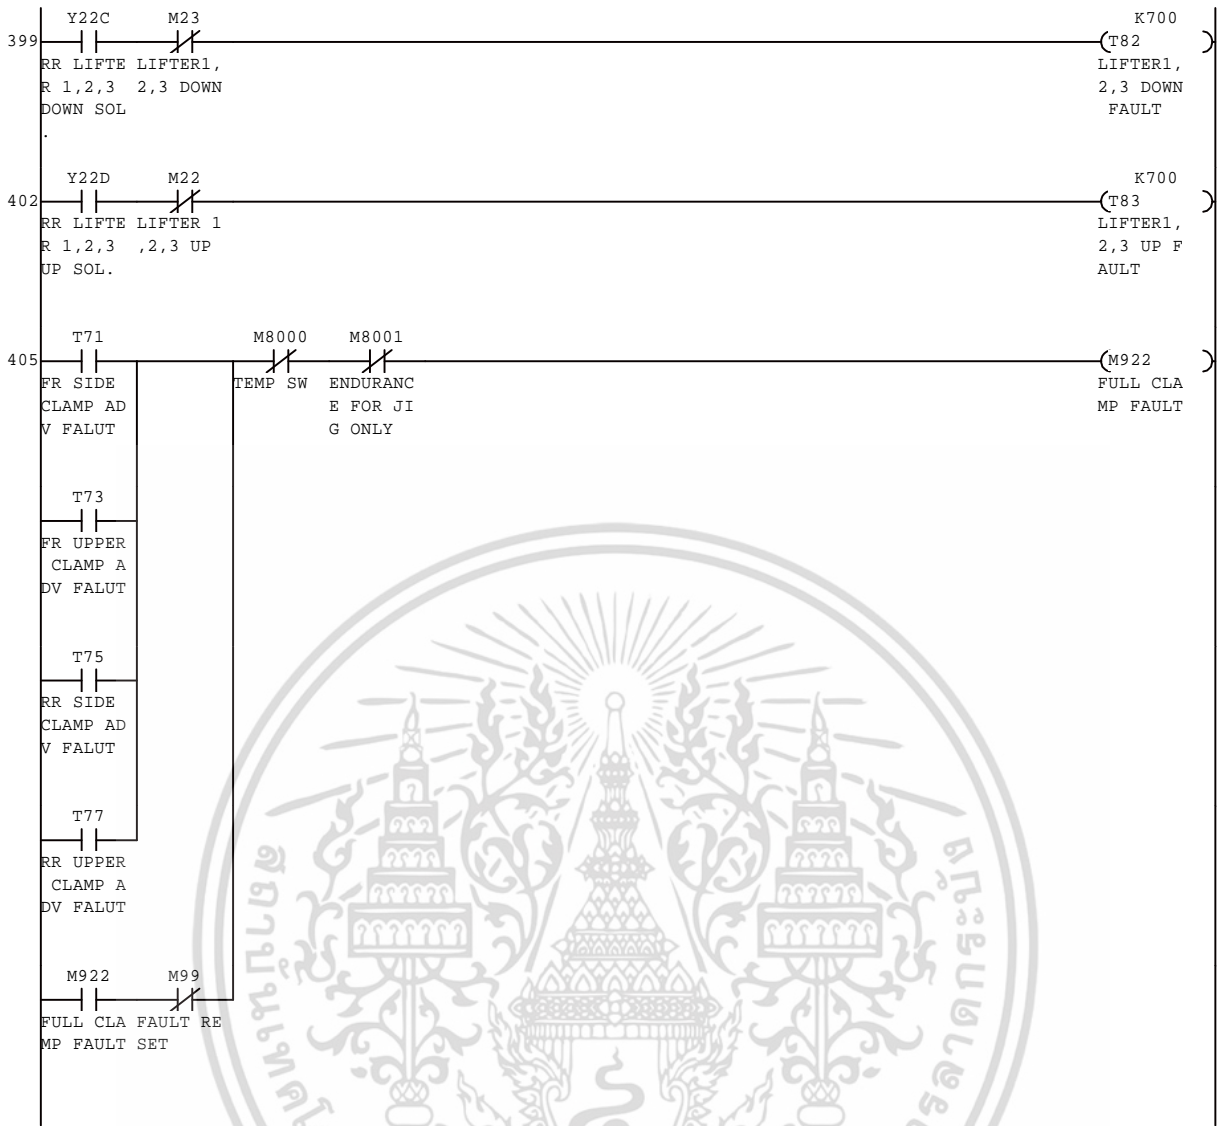 Y22C M23 K700
399 T82
RR LIFTE LIFTER1, LIFTER1,
R 1,2,3 2,3 DOWN 2,3 DOWN
DOWN SOL FAULT
.
Y22D M22 K700
402 T83
RR LIFTE LIFTER 1 LIFTER1,
R 1,2,3 ,2,3 UP 2,3 UP F
UP SOL. AULT
T71 M8000 M8001
405 M922
FR SIDE TEMP SW ENDURANC FULL CLA
CLAMP AD E FOR JI MP FAULT
V FALUT G ONLY
T73
FR UPPER
CLAMP A
DV FALUT
T75
RR SIDE
CLAMP AD
V FALUT
T77
RR UPPER
CLAMP A
DV FALUT
M922 M99
FULL CLA FAULT RE
MP FAULT SET